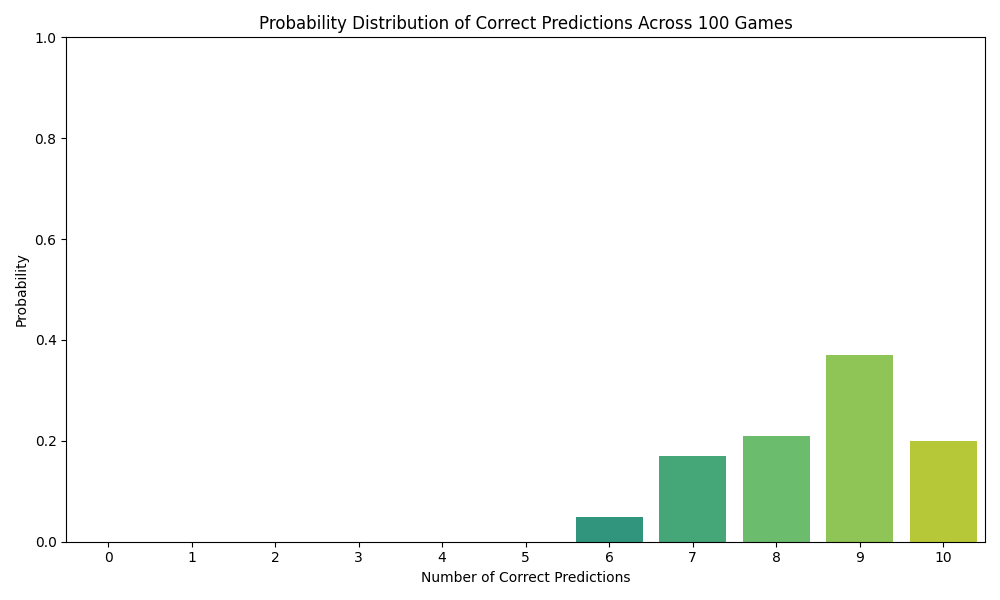 Probability Distribution of Correct Predictions Across 100 Games
1.0
0.8
0.6
0.4
0.2
0.0
Probability
0 1 2 3 4 5 6 7 8 9 10
Number of Correct Predictions